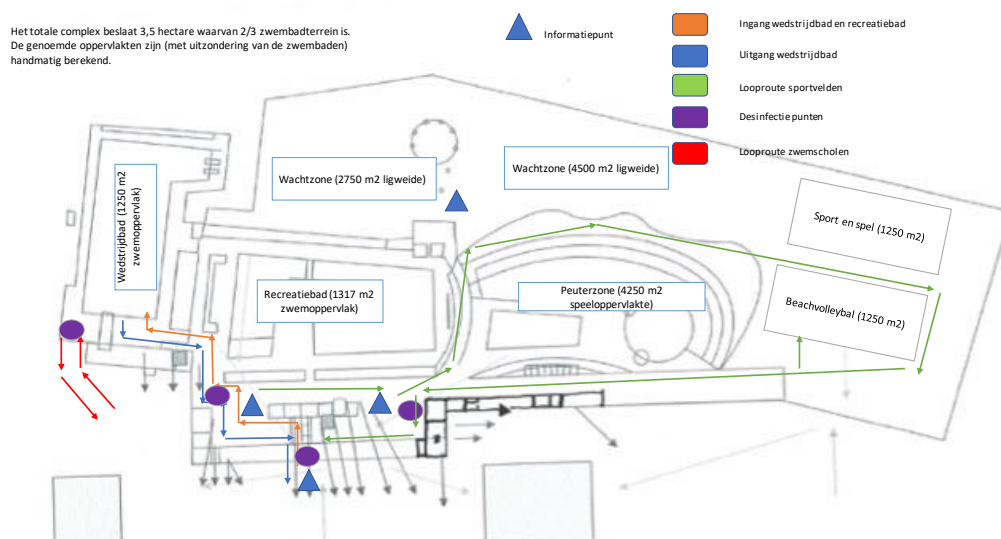 Het totale complex beslaat 3,5 hectare waarvan 2/3 zwembadterrein is.
De genoemde oppervlakten zijn (met uitzondering van de zwembaden)
handmatig berekend.
Informatiepunt
Ingang wedstrijdbad en recreatiebad
Uitgang wedstrijdbad
Looproute sportvelden
Desinfectie punten
Looproute zwemscholen
Wachtzone (2750 m2 ligweide)
Wachtzone (4500 m2 ligweide)
Wedstrijdbad (1250 m2
zwemoppervlak)
Sport en spel (1250 m2)
Recreatiebad (1317 m2
zwemoppervlak)
Peuterzone (4250 m2
speeloppervlakte)
Beachvolleybal (1250 m2)